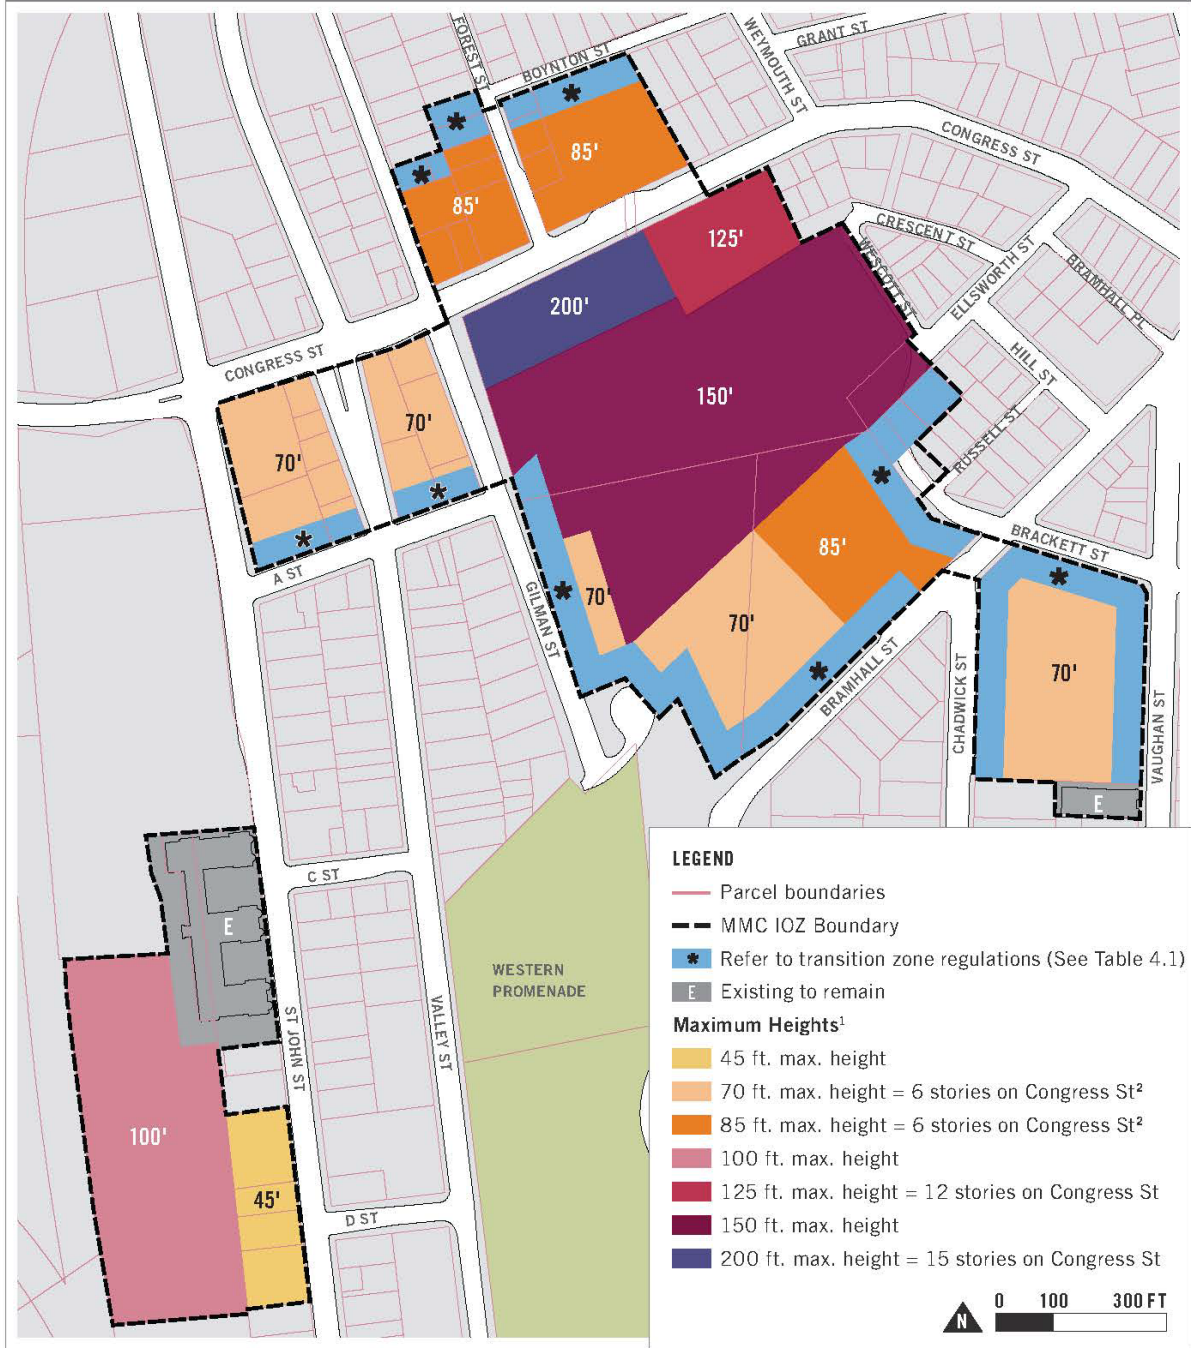 FOREST ST
BOYNTON ST
WEYMOUTH ST
GRANT ST
CONGRESS ST
*
*
*
85'
85'
125'
CRESCENT ST
WESCOTT ST
ELLSWORTH ST
BRAMHALL PL
200'
HILL ST
CONGRESS ST
150'
70'
70'
RUSSELL ST
*
*
*
85'
BRACKETT ST
A ST
GILMAN ST
*
70'
70'
*
70'
*
BRAMHALL ST
CHADWICK ST
VAUGHAN ST
E
C ST
E
WESTERN
PROMENADE
ST JOHN ST
VALLEY ST
100'
45'
D ST
LEGEND
Parcel boundaries
MMC IOZ Boundary
* Refer to transition zone regulations (See Table 4.1)
E Existing to remain
Maximum Heights¹
45 ft. max. height
70 ft. max. height = 6 stories on Congress St²
85 ft. max. height = 6 stories on Congress St²
100 ft. max. height
125 ft. max. height = 12 stories on Congress St
150 ft. max. height
200 ft. max. height = 15 stories on Congress St
N
0 100 300 FT